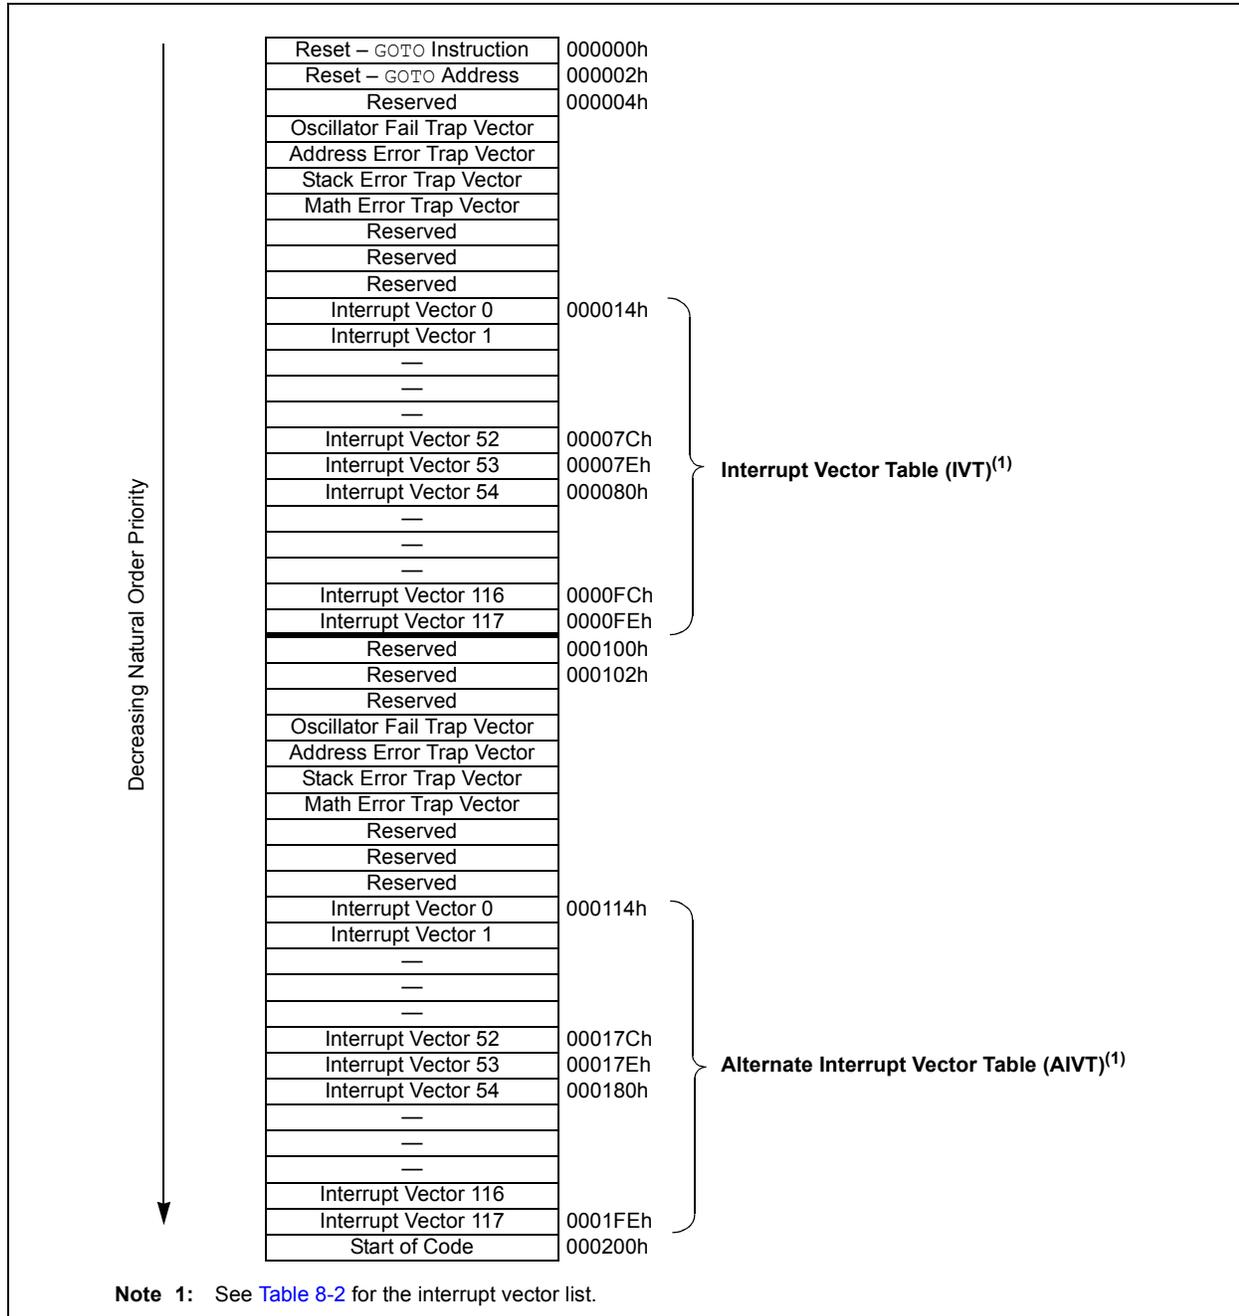 Reset – GOTO Instruction 000000h
Reset – GOTO Address 000002h
Reserved 000004h
Oscillator Fail Trap Vector
Address Error Trap Vector
Stack Error Trap Vector
Math Error Trap Vector
Reserved
Reserved
Reserved
Interrupt Vector 0 000014h
Interrupt Vector 1
—
—
—
Interrupt Vector 52 00007Ch
Interrupt Vector 53 00007Eh
Interrupt Vector 54 000080h
—
—
—
Interrupt Vector 116 0000FCh
Interrupt Vector 117 0000FEh
Interrupt Vector Table (IVT)(1)
Decreasing Natural Order Priority
Reserved 000100h
Reserved 000102h
Reserved
Oscillator Fail Trap Vector
Address Error Trap Vector
Stack Error Trap Vector
Math Error Trap Vector
Reserved
Reserved
Reserved
Interrupt Vector 0 000114h
Interrupt Vector 1
—
—
—
Interrupt Vector 52 00017Ch
Interrupt Vector 53 00017Eh
Interrupt Vector 54 000180h
—
—
—
Interrupt Vector 116
Interrupt Vector 117 0001FEh
Start of Code 000200h
Alternate Interrupt Vector Table (AIVT)(1)
Note 1: See Table 8-2 for the interrupt vector list.